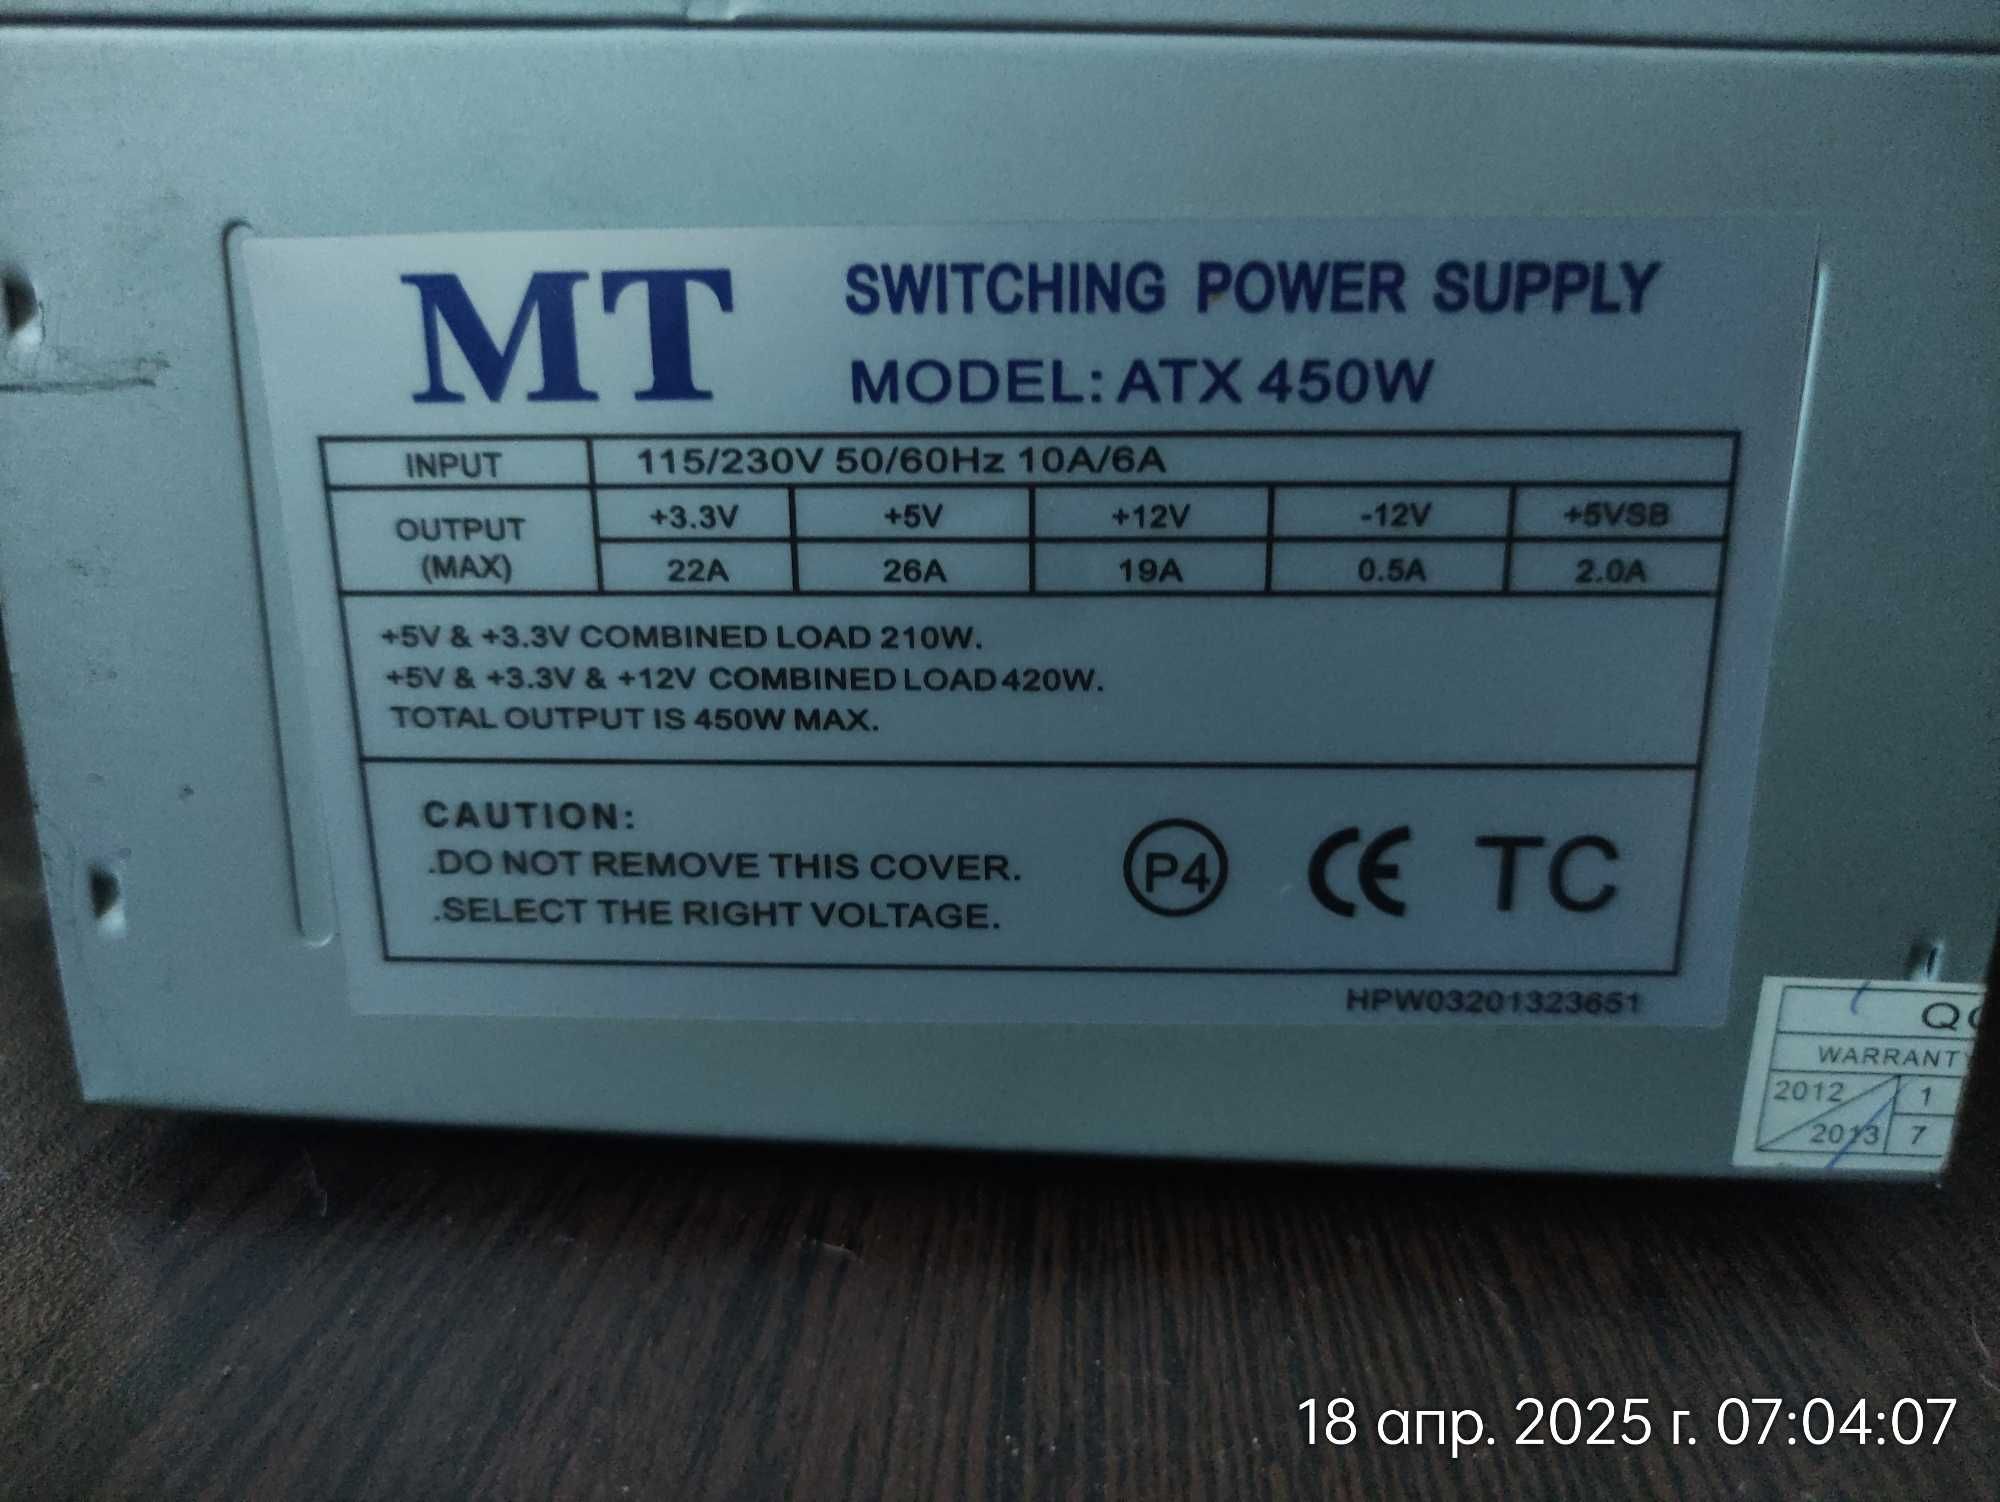 MT
SWITCHING POWER SUPPLY
MODEL: ATX 450W
INPUT 115/230V 50/60Hz 10A/6A
OUTPUT (MAX) +3.3V +5V +12V -12V +5VSB
22A 26A 19A 0.5A 2.0A
+5V & +3.3V COMBINED LOAD 210W.
+5V & +3.3V & +12V COMBINED LOAD 420W.
TOTAL OUTPUT IS 450W MAX.
CAUTION:
.DO NOT REMOVE THIS COVER.
.SELECT THE RIGHT VOLTAGE.
P4 CE TC
HPW03201323651
WARRANTY
2012 1
2013 7
18 апр. 2025 г. 07:04:07